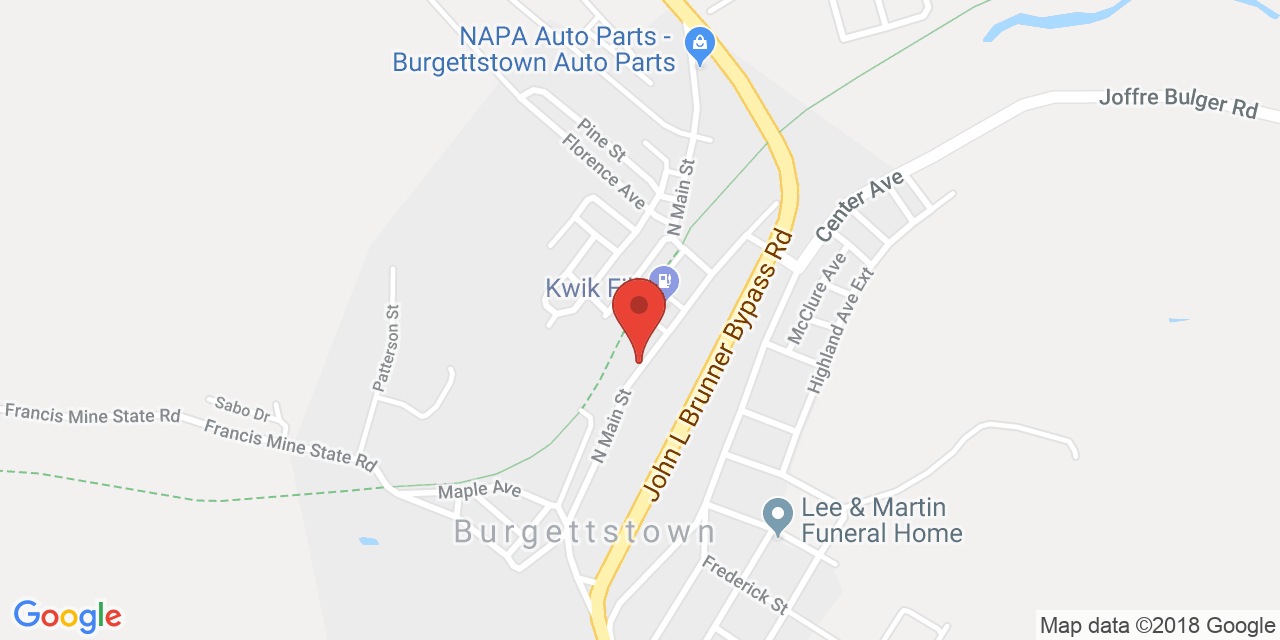 NAPA Auto Parts -
Burgettstown Auto Parts
Joffre Bulger Rd
Pine St
Florence Ave
N Main St
Center Ave
Kwik
McClure Ave
Highland Ave Ext
John L Brunner Bypass Rd
Patterson St
Sabo Dr
Francis Mine State Rd
Francis Mine State Rd
N Main St
Maple Ave
Burgettstown
Lee & Martin
Funeral Home
Frederick St
Google
Map data ©2018 Google